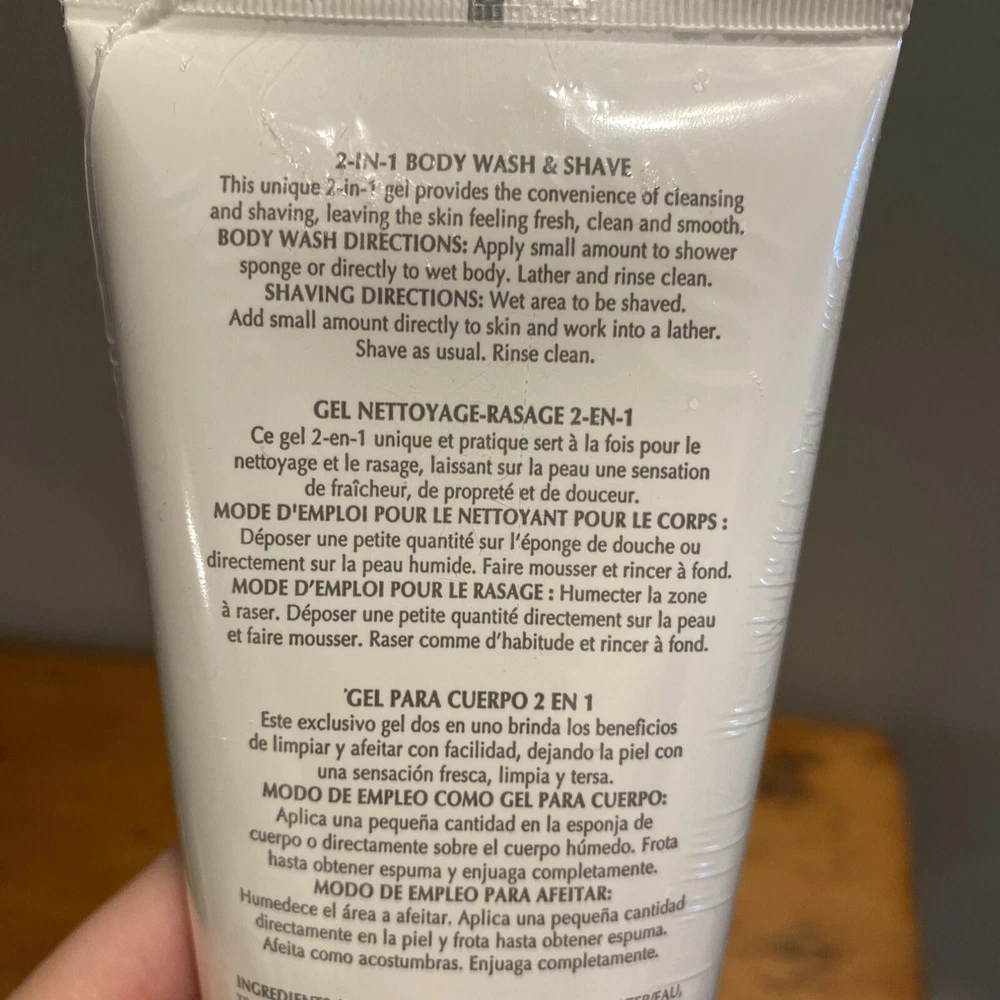 2-IN-1 BODY WASH & SHAVE
This unique 2-in-1 gel provides the convenience of cleansing
and shaving, leaving the skin feeling fresh, clean and smooth.
BODY WASH DIRECTIONS: Apply small amount to shower
sponge or directly to wet body. Lather and rinse clean.
SHAVING DIRECTIONS: Wet area to be shaved.
Add small amount directly to skin and work into a lather.
Shave as usual. Rinse clean.
GEL NETTOYAGE-RASAGE 2-EN-1
Ce gel 2-en-1 unique et pratique sert à la fois pour le
nettoyage et le rasage, laissant sur la peau une sensation
de fraîcheur, de propreté et de douceur.
MODE D'EMPLOI POUR LE NETTOYANT POUR LE CORPS :
Déposer une petite quantité sur l'éponge de douche ou
directement sur la peau humide. Faire mousser et rincer à fond.
MODE D'EMPLOI POUR LE RASAGE : Humecter la zone
à raser. Déposer une petite quantité directement sur la peau
et faire mousser. Raser comme d'habitude et rincer à fond.
GEL PARA CUERPO 2 EN 1
Este exclusivo gel dos en uno brinda los beneficios
de limpiar y afeitar con facilidad, dejando la piel con
una sensación fresca, limpia y tersa.
MODO DE EMPLEO COMO GEL PARA CUERPO:
Aplica una pequeña cantidad en la esponja de
cuerpo o directamente sobre el cuerpo húmedo. Frota
hasta obtener espuma y enjuaga completamente.
MODO DE EMPLEO PARA AFEITAR:
Humedece el área a afeitar. Aplica una pequeña cantidad
directamente en la piel y frota hasta obtener espuma.
Afeita como acostumbras. Enjuaga completamente.